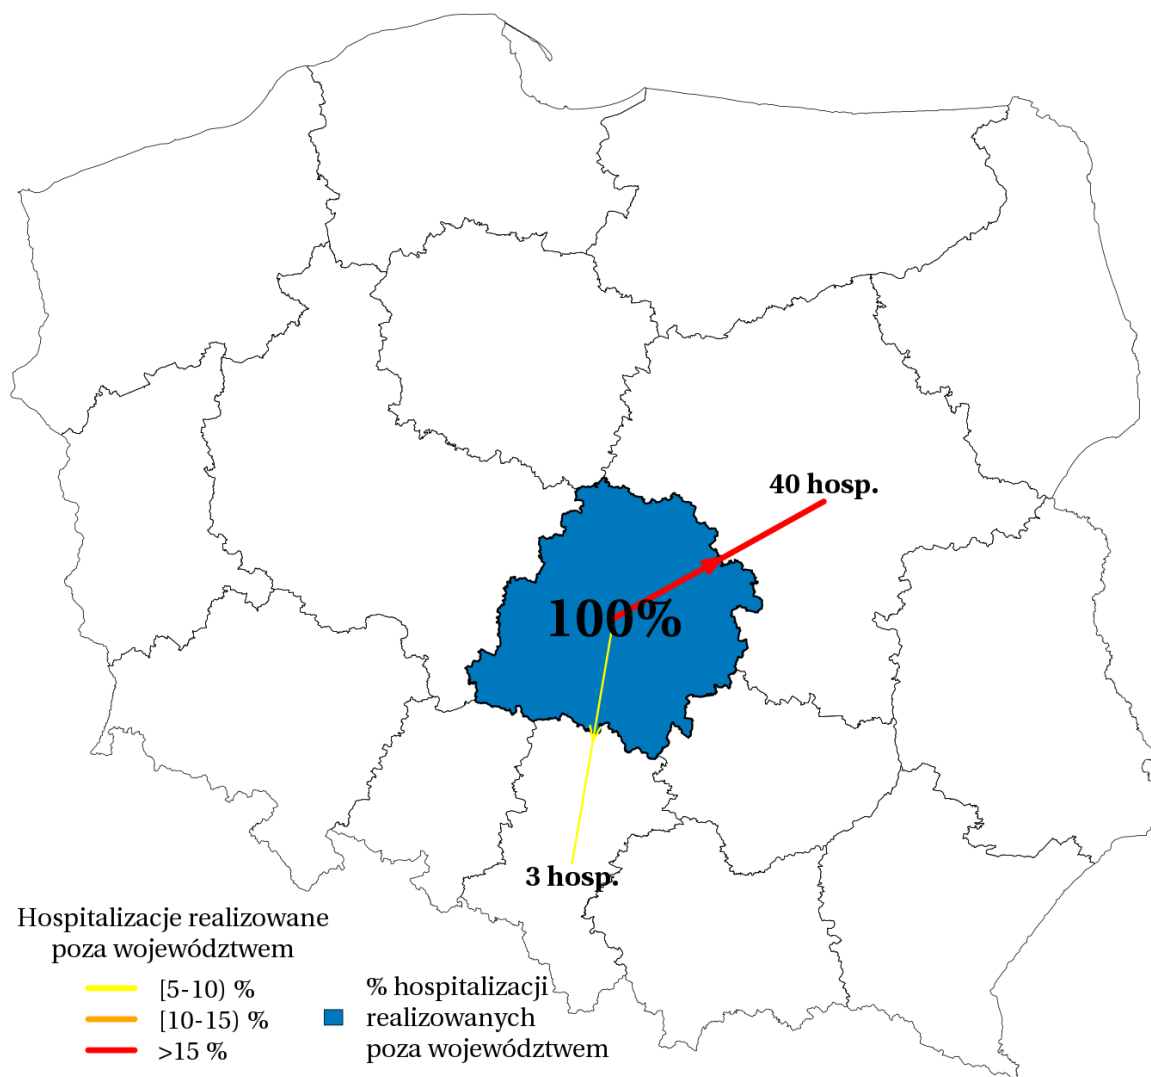 40 hosp.
100%
3 hosp.
Hospitalizacje realizowane
poza województwem
[5-10) %
[10-15) %
>15 %
% hospitalizacji
realizowanych
poza województwem